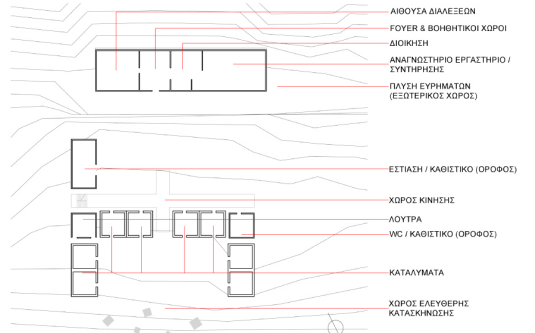 ΑΙΘΟΥΣΑ ΔΙΑΛΕΞΕΩΝ
FOYER & ΒΟΗΘΗΤΙΚΟΙ ΧΩΡΟΙ
ΔΙΟΙΚΗΣΗ
ΑΝΑΓΝΩΣΤΗΡΙΟ ΕΡΓΑΣΤΗΡΙΟ /
ΣΥΝΤΗΡΗΣΗΣ
ΠΛΥΣΗ ΕΥΡΗΜΑΤΩΝ
(ΕΞΩΤΕΡΙΚΟΣ ΧΩΡΟΣ)
ΕΣΤΙΑΣΗ / ΚΑΘΙΣΤΙΚΟ (ΟΡΟΦΟΣ)
ΧΩΡΟΣ ΚΙΝΗΣΗΣ
ΛΟΥΤΡΑ
WC / ΚΑΘΙΣΤΙΚΟ (ΟΡΟΦΟΣ)
ΚΑΤΑΛΥΜΑΤΑ
ΧΩΡΟΣ ΕΛΕΥΘΕΡΗΣ
ΚΑΤΑΣΚΗΝΩΣΗΣ